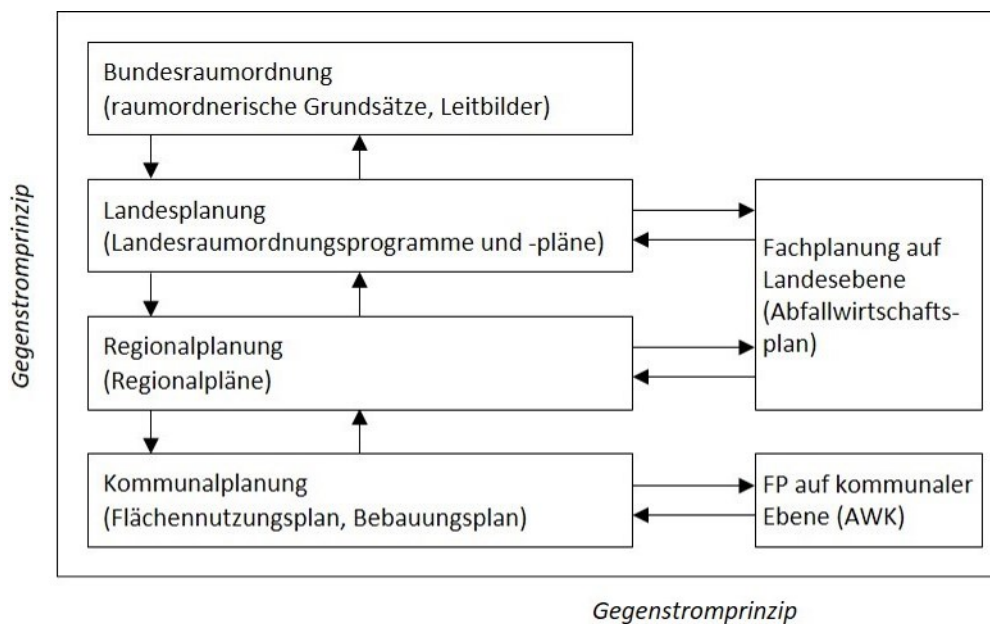 Gegenstromprinzip
Bundesraumordnung
(raumordnerische Grundsätze, Leitbilder)
Landesplanung
(Landesraumordnungsprogramme und -pläne)
Regionalplanung
(Regionalpläne)
Kommunalplanung
(Flächennutzungsplan, Bebauungsplan)
Fachplanung auf
Landesebene
(Abfallwirtschafts-
plan)
FP auf kommunaler
Ebene (AWK)
Gegenstromprinzip